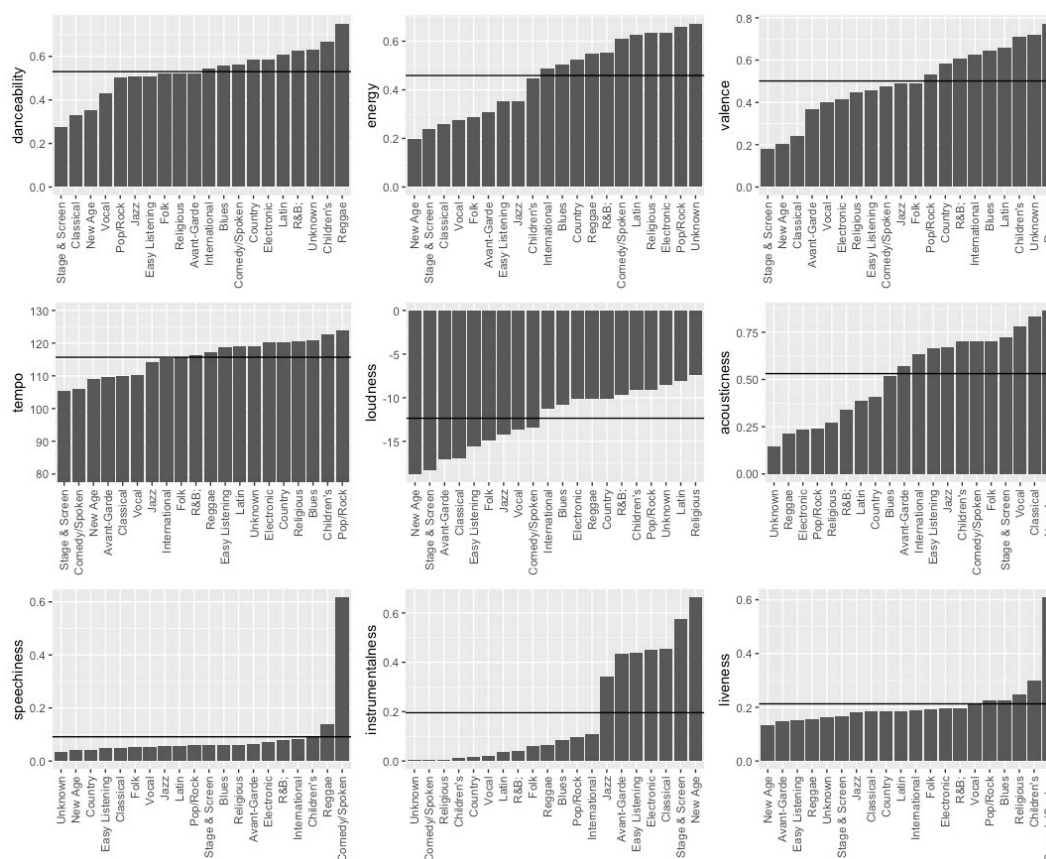 danceability
0.6
0.4
0.2
0.0
Stage & Screen
Classical
New Age
Vocal
Pop/Rock
Jazz
Easy Listening
Folk
Religious
Avant-Garde
International
Blues
Comedy/Spoken
Country
Electronic
Latin
R&B;
Unknown
Children's
Reggae
energy
0.6
0.4
0.2
0.0
New Age
Stage & Screen
Classical
Vocal
Folk
Avant-Garde
Easy Listening
Jazz
Children's
International
Blues
Country
Reggae
R&B;
Comedy/Spoken
Latin
Religious
Electronic
Pop/Rock
Unknown
valence
0.8
0.6
0.4
0.2
0.0
Stage & Screen
New Age
Classical
Avant-Garde
Vocal
Electronic
Religious
Easy Listening
Comedy/Spoken
Jazz
Folk
Pop/Rock
Country
R&B;
International
Blues
Latin
Children's
Unknown
tempo
130
120
110
100
90
80
Stage & Screen
Comedy/Spoken
New Age
Avant-Garde
Classical
Vocal
Jazz
International
Folk
R&B;
Reggae
Easy Listening
Latin
Unknown
Electronic
Country
Religious
Blues
Children's
Pop/Rock
loudness
0
-5
-10
-15
New Age
Stage & Screen
Avant-Garde
Classical
Easy Listening
Folk
Jazz
Vocal
Comedy/Spoken
International
Blues
Electronic
Reggae
Country
R&B;
Children's
Pop/Rock
Unknown
Latin
Religious
acousticness
0.75
0.50
0.25
0.00
Unknown
Reggae
Electronic
Pop/Rock
Religious
R&B;
Latin
Country
Blues
Avant-Garde
International
Easy Listening
Jazz
Children's
Comedy/Spoken
Folk
Stage & Screen
Vocal
Classical
speechiness
0.6
0.4
0.2
0.0
Unknown
New Age
Country
Easy Listening
Classical
Folk
Vocal
Jazz
Latin
Pop/Rock
Stage & Screen
Blues
Religious
Avant-Garde
Electronic
R&B;
International
Children's
Reggae
Comedy/Spoken
instrumentalness
0.6
0.4
0.2
0.0
Unknown
Comedy/Spoken
Religious
Children's
Country
Vocal
Latin
R&B;
Folk
Reggae
Blues
Pop/Rock
International
Jazz
Avant-Garde
Easy Listening
Electronic
Classical
Stage & Screen
New Age
liveness
0.6
0.4
0.2
0.0
New Age
Avant-Garde
Easy Listening
Reggae
Unknown
Stage & Screen
Jazz
Classical
Country
Latin
International
Folk
Electronic
R&B;
Vocal
Pop/Rock
Blues
Religious
Children's